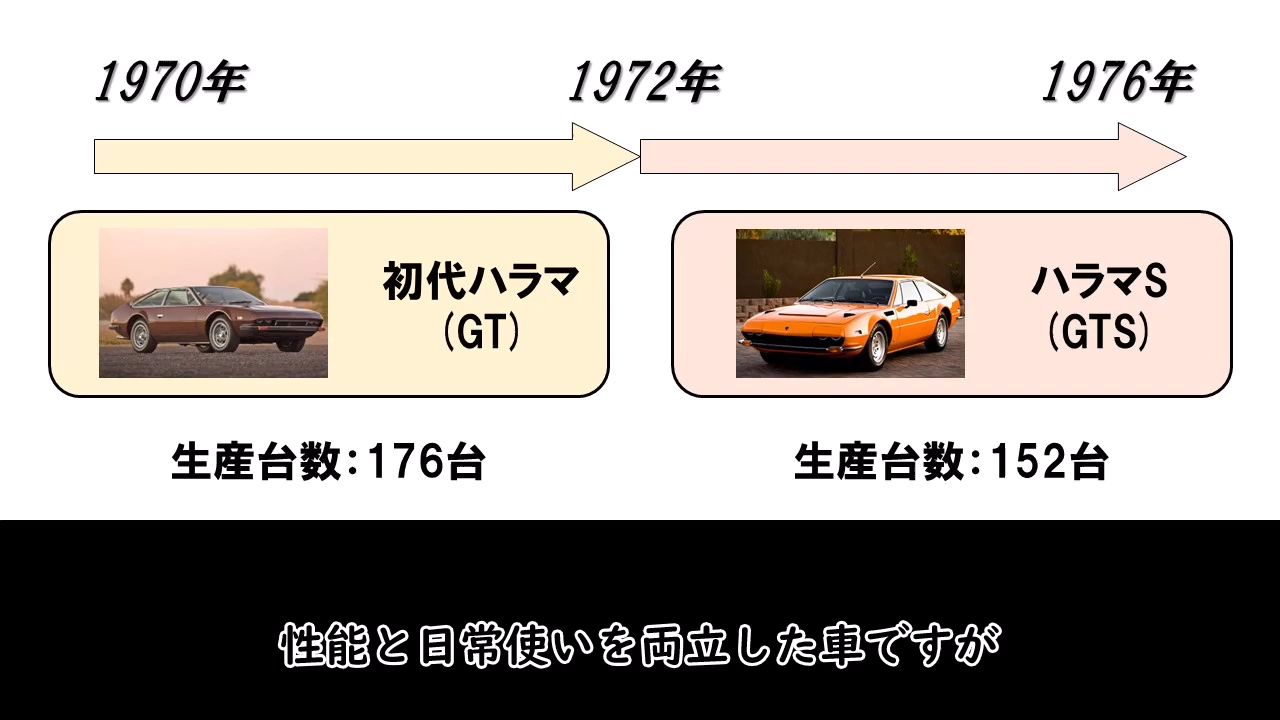 1970年
1972年
1976年
初代ハラマ
(GT)
ハラマS
(GTS)
生産台数：176台
生産台数：152台
性能と日常使いを両立した車ですが